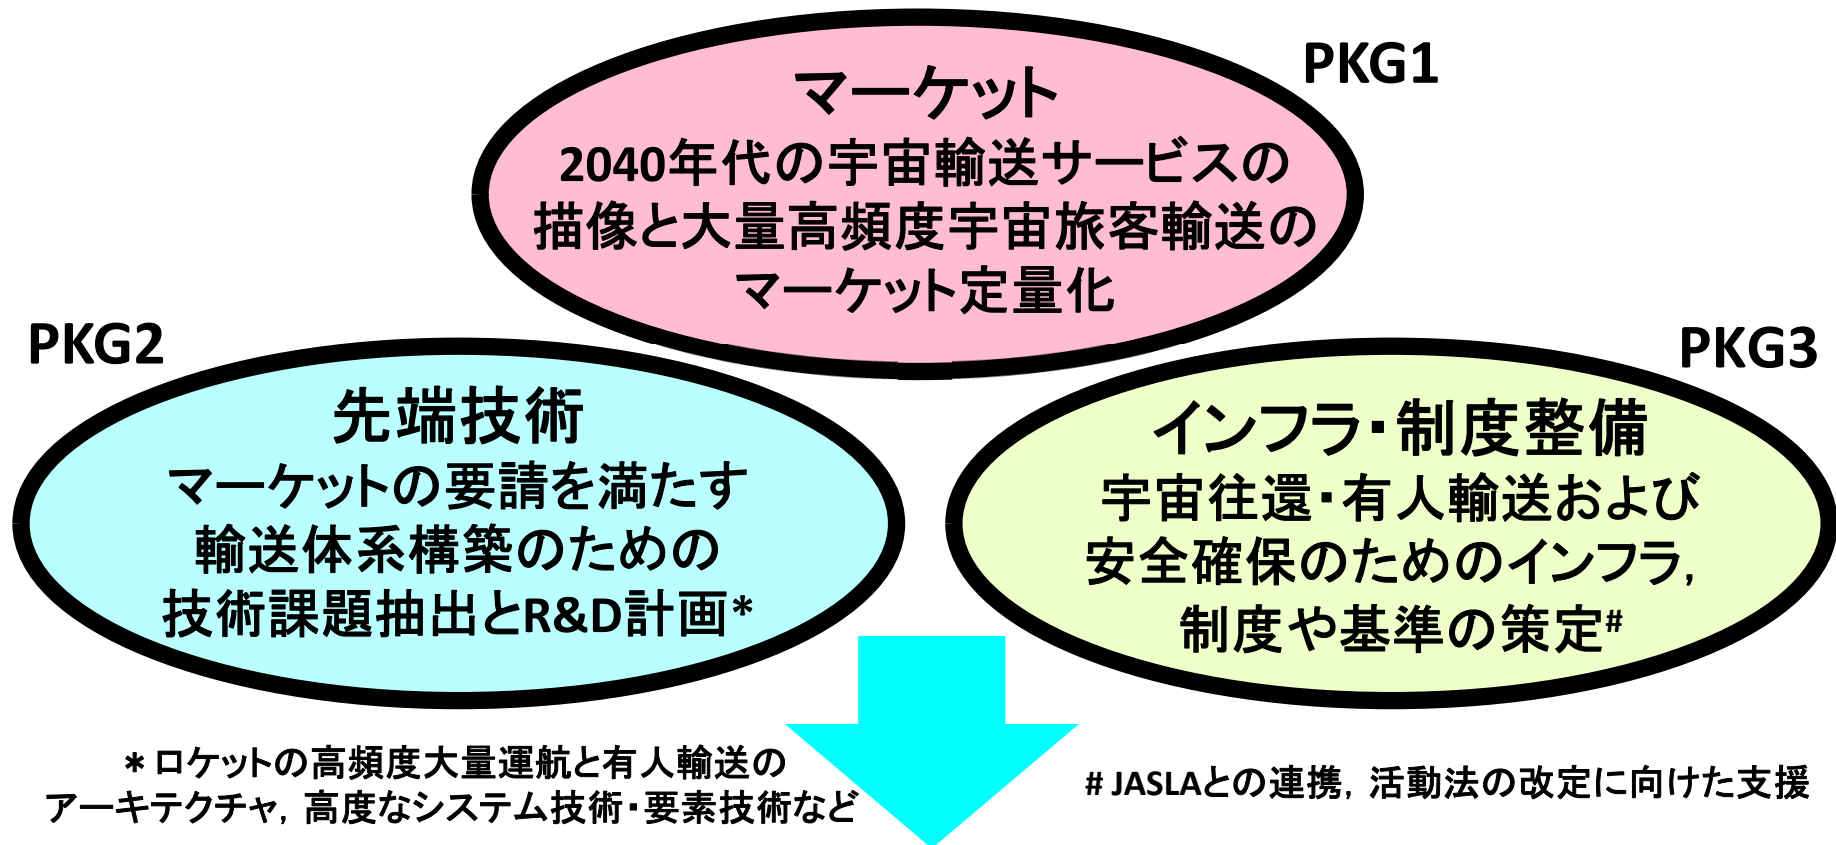 PKG1
マーケット
2040年代の宇宙輸送サービスの
描像と大量高頻度宇宙旅客輸送の
マーケット定量化
PKG2
先端技術
マーケットの要請を満たす
輸送体系構築のための
技術課題抽出とR&D計画*
PKG3
インフラ・制度整備
宇宙往還・有人輸送および
安全確保のためのインフラ,
制度や基準の策定#
* ロケットの高頻度大量運航と有人輸送の
アーキテクチャ, 高度なシステム技術・要素技術など
# JASLAとの連携, 活動法の改定に向けた支援